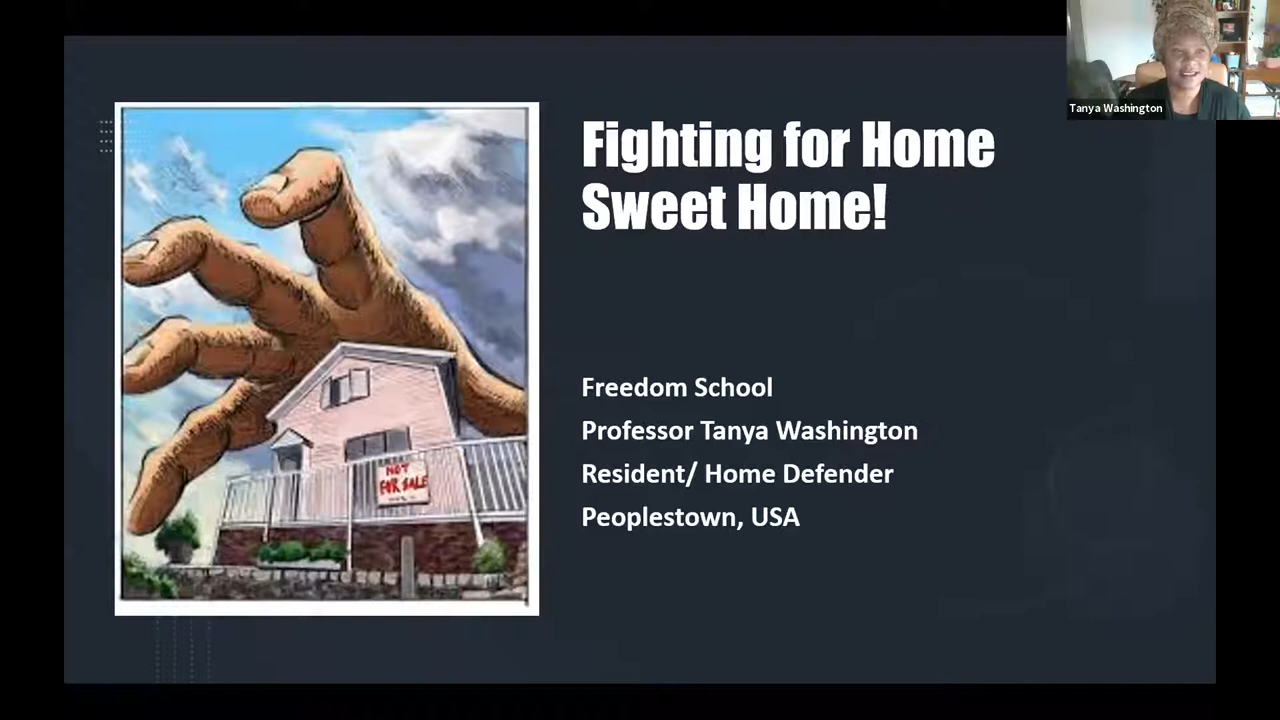 Tanya Washington
Fighting for Home
Sweet Home!
Freedom School
Professor Tanya Washington
Resident/ Home Defender
Peoplestown, USA
NOT
FOR SALE